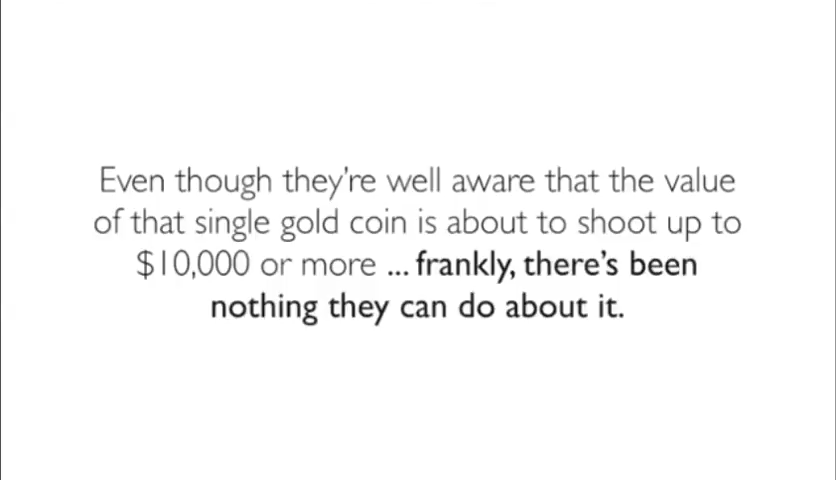 Even though they're well aware that the value
of that single gold coin is about to shoot up to
$10,000 or more ... frankly, there's been
nothing they can do about it.